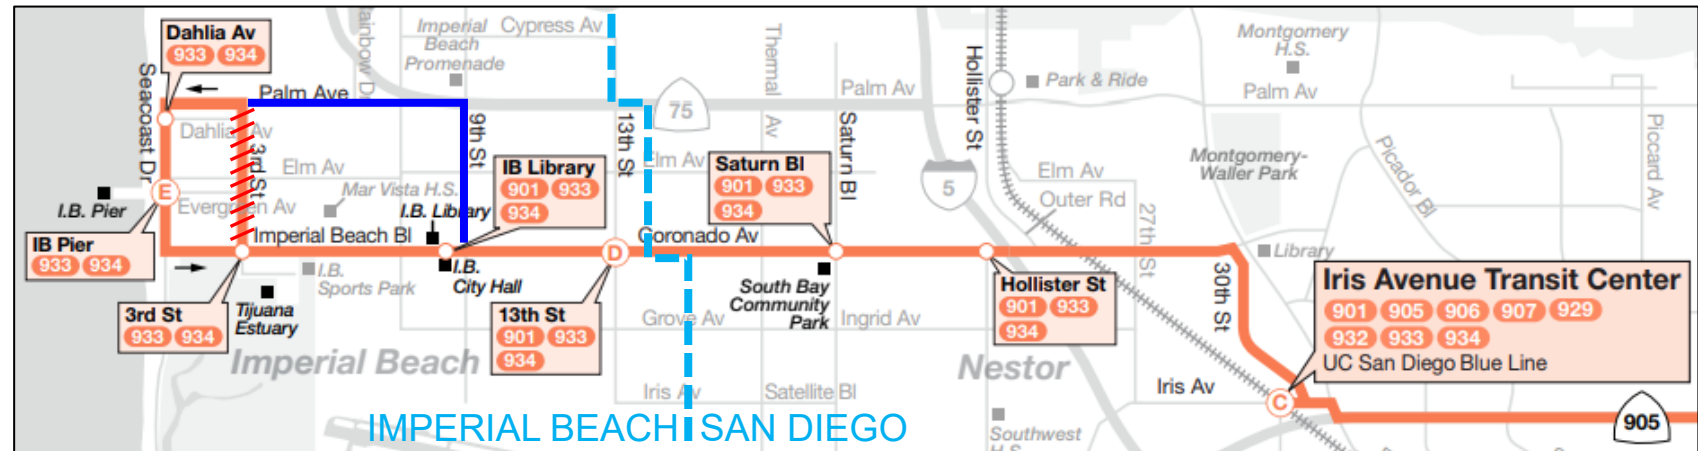 Dahlia Av
933 934
Rainbow Dr
Imperial
Beach
Promenade
Cypress Av
Thermal
Av
Hollister St
Park & Ride
Montgomery
H.S.
Palm Av
Palm Av
Seacoast Dr
Palm Ave
75
Dahlia Av
3rd St
9th St
13th St
Saturn Bl
Piccard Av
Picador Bl
Elm Av
Elm Av
Elm Av
Mar Vista H.S.
IB Library
901 933
934
Saturn Bl
901 933
934
5
Montgomery-
Waller Park
Outer Rd
27th St
E
I.B. Pier
Evergreen Av
I.B. Library
IB Pier
933 934
Imperial Beach Bl
D
Coronado Av
30th St
Library
I.B.
Sports Park
I.B.
City Hall
South Bay
Community
Park
Hollister St
901 933
934
Iris Avenue Transit Center
901 905 906 907 929
932 933 934
UC San Diego Blue Line
3rd St
933 934
Tijuana
Estuary
13th St
901 933
934
Grove Av
Ingrid Av
Imperial Beach
Nestor
Iris Av
Satellite Bl
Iris Av
C
905
IMPERIAL BEACH
SAN DIEGO
Southwest
H.S.